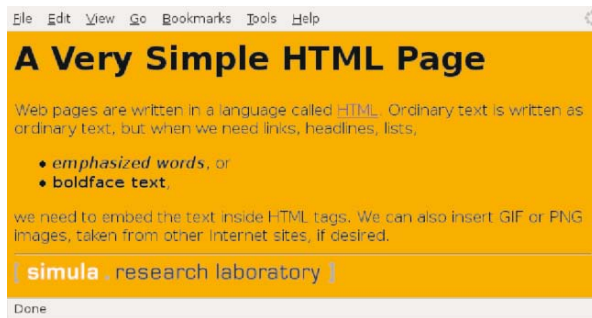 File Edit View Go Bookmarks Tools Help
A Very Simple HTML Page
Web pages are written in a language called HTML. Ordinary text is written as
ordinary text, but when we need links, headlines, lists,
• emphasized words, or
• boldface text,
we need to embed the text inside HTML tags. We can also insert GIF or PNG
images, taken from other Internet sites, if desired.
[ simula . research laboratory ]
Done